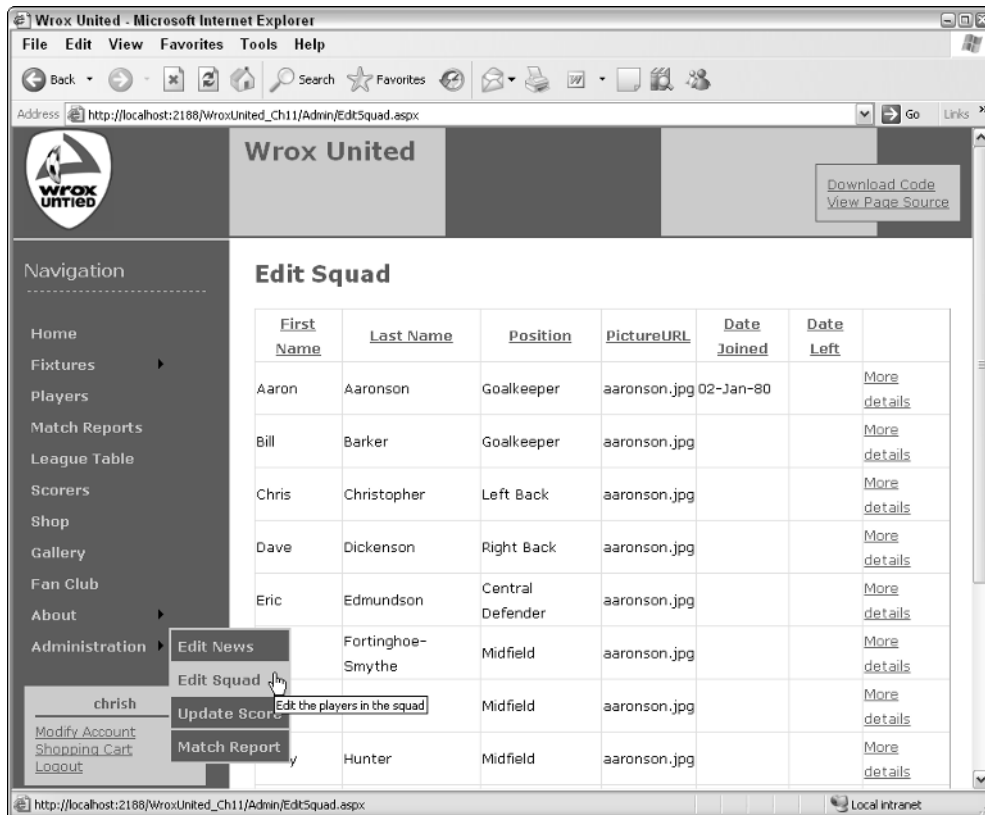 Wrox United - Microsoft Internet Explorer
File Edit View Favorites Tools Help
Back Search Favorites
Address http://localhost:2188/WroxUnited_Ch11/Admin/EditSquad.aspx Go Links »
wrox
UNTIED
Wrox United
Download Code
View Page Source
Navigation
Home
Fixtures
Players
Match Reports
League Table
Scorers
Shop
Gallery
Fan Club
About
Administration
Edit News
Edit Squad
Edit the players in the squad
Update Score
Match Report
chrish
Modify Account
Shopping Cart
Logout
Edit Squad
First Name Last Name Position PictureURL Date Joined Date Left
Aaron Aaronson Goalkeeper aaronson.jpg 02-Jan-80 More details
Bill Barker Goalkeeper aaronson.jpg More details
Chris Christopher Left Back aaronson.jpg More details
Dave Dickenson Right Back aaronson.jpg More details
Eric Edmundson Central Defender aaronson.jpg More details
Fortinghoe-Smythe Midfield aaronson.jpg More details
Midfield aaronson.jpg More details
y Hunter Midfield aaronson.jpg More details
http://localhost:2188/WroxUnited_Ch11/Admin/EditSquad.aspx Local intranet